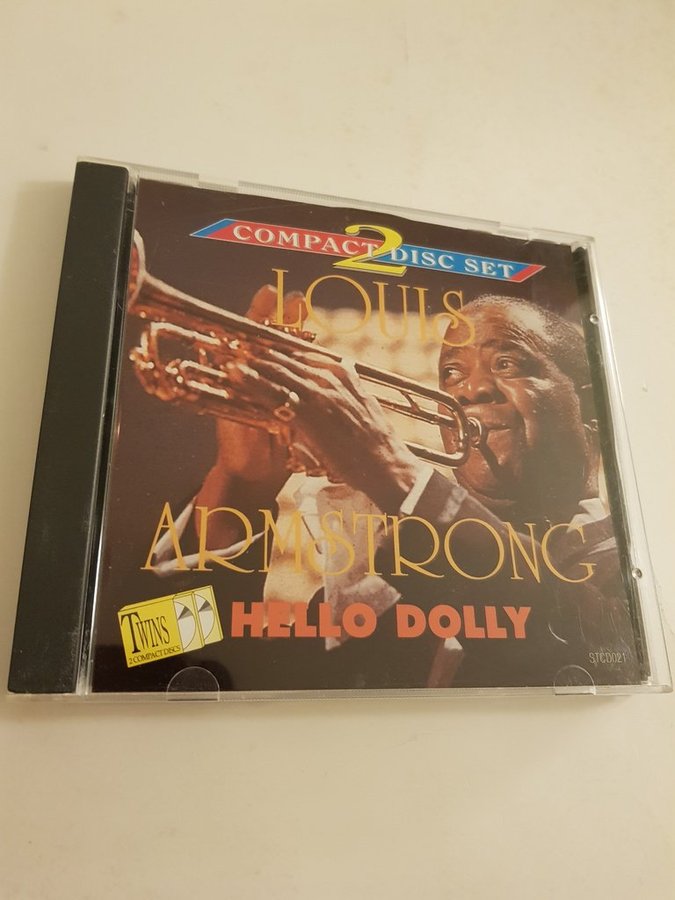 COMPACT 2 DISC SET
LOUIS
ARMSTRONG
TWINS
2 COMPACT DISCS
HELLO DOLLY
STCD021